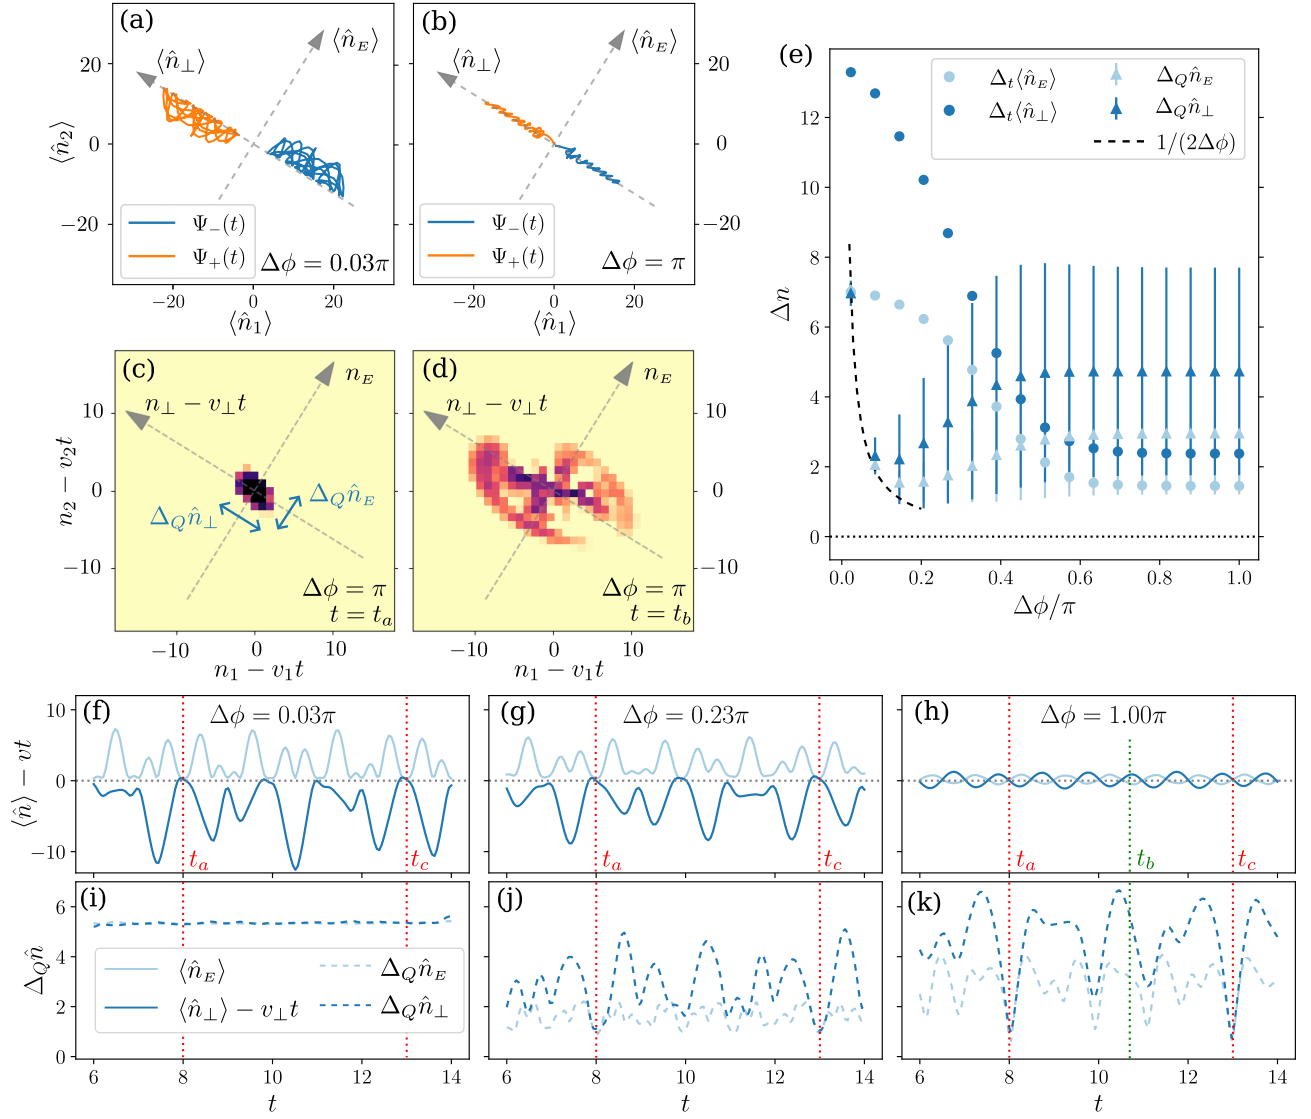 (a)
⟨n̂⊥⟩
⟨n̂E⟩
20
0
−20
⟨n̂2⟩
Ψ−(t)
Ψ+(t)
Δϕ = 0.03π
−20
0
20
⟨n̂1⟩
(b)
⟨n̂⊥⟩
⟨n̂E⟩
20
0
−20
Ψ−(t)
Ψ+(t)
Δϕ = π
−20
0
20
⟨n̂1⟩
(c)
nE
n⊥ − v⊥t
10
0
−10
n2 − v2t
ΔQn̂⊥
ΔQn̂E
Δϕ = π
t = ta
−10
0
10
n1 − v1t
(d)
nE
n⊥ − v⊥t
10
0
−10
Δϕ = π
t = tb
−10
0
10
n1 − v1t
(e)
Δt⟨n̂E⟩
Δt⟨n̂⊥⟩
ΔQn̂E
ΔQn̂⊥
1/(2Δϕ)
12
10
8
6
4
2
0
Δn
0.0
0.2
0.4
0.6
0.8
1.0
Δϕ/π
(f)
Δϕ = 0.03π
10
0
−10
⟨n̂⟩ − vt
ta
tc
(g)
Δϕ = 0.23π
ta
tc
(h)
Δϕ = 1.00π
ta
tb
tc
(i)
6
4
2
0
ΔQn̂
⟨n̂E⟩
⟨n̂⊥⟩ − v⊥t
ΔQn̂E
ΔQn̂⊥
6
8
10
12
14
t
(j)
6
8
10
12
14
t
(k)
6
8
10
12
14
t